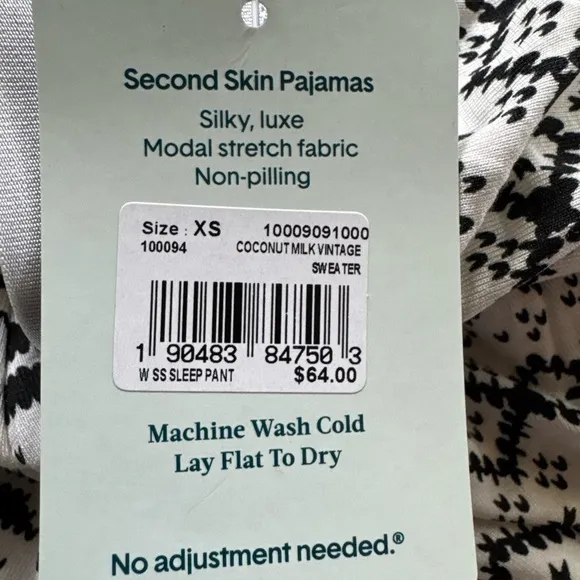 Second Skin Pajamas
Silky, luxe
Modal stretch fabric
Non-pilling
Size : XS 10009091000
100094 COCONUT MILK VINTAGE
SWEATER
1 90483 84750 3
W SS SLEEP PANT $64.00
Machine Wash Cold
Lay Flat To Dry
No adjustment needed.®